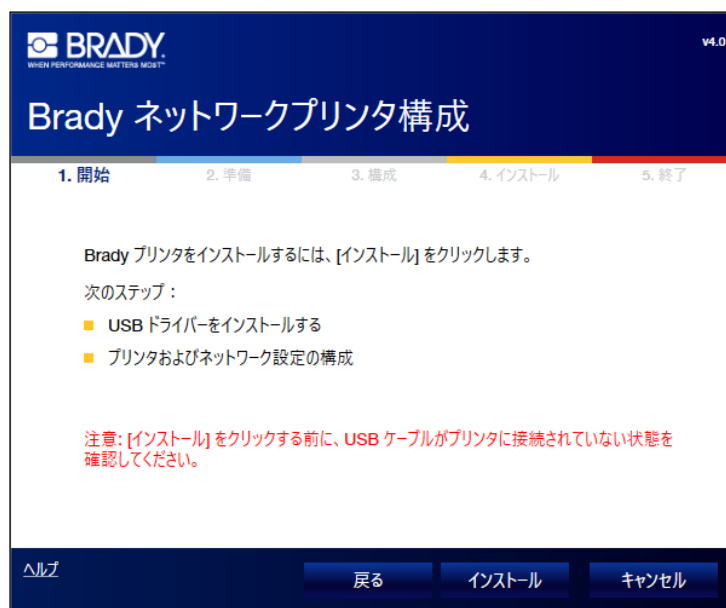 BRADY.
WHEN PERFORMANCE MATTERS MOST™
v4.0
Brady ネットワークプリンタ構成
1. 開始 2. 準備 3. 構成 4. インストール 5. 終了
Brady プリンタをインストールするには、[インストール] をクリックします。
次のステップ：
USB ドライバーをインストールする
プリンタおよびネットワーク設定の構成
注意: [インストール] をクリックする前に、USB ケーブルがプリンタに接続されていない状態を
確認してください。
ヘルプ 戻る インストール キャンセル